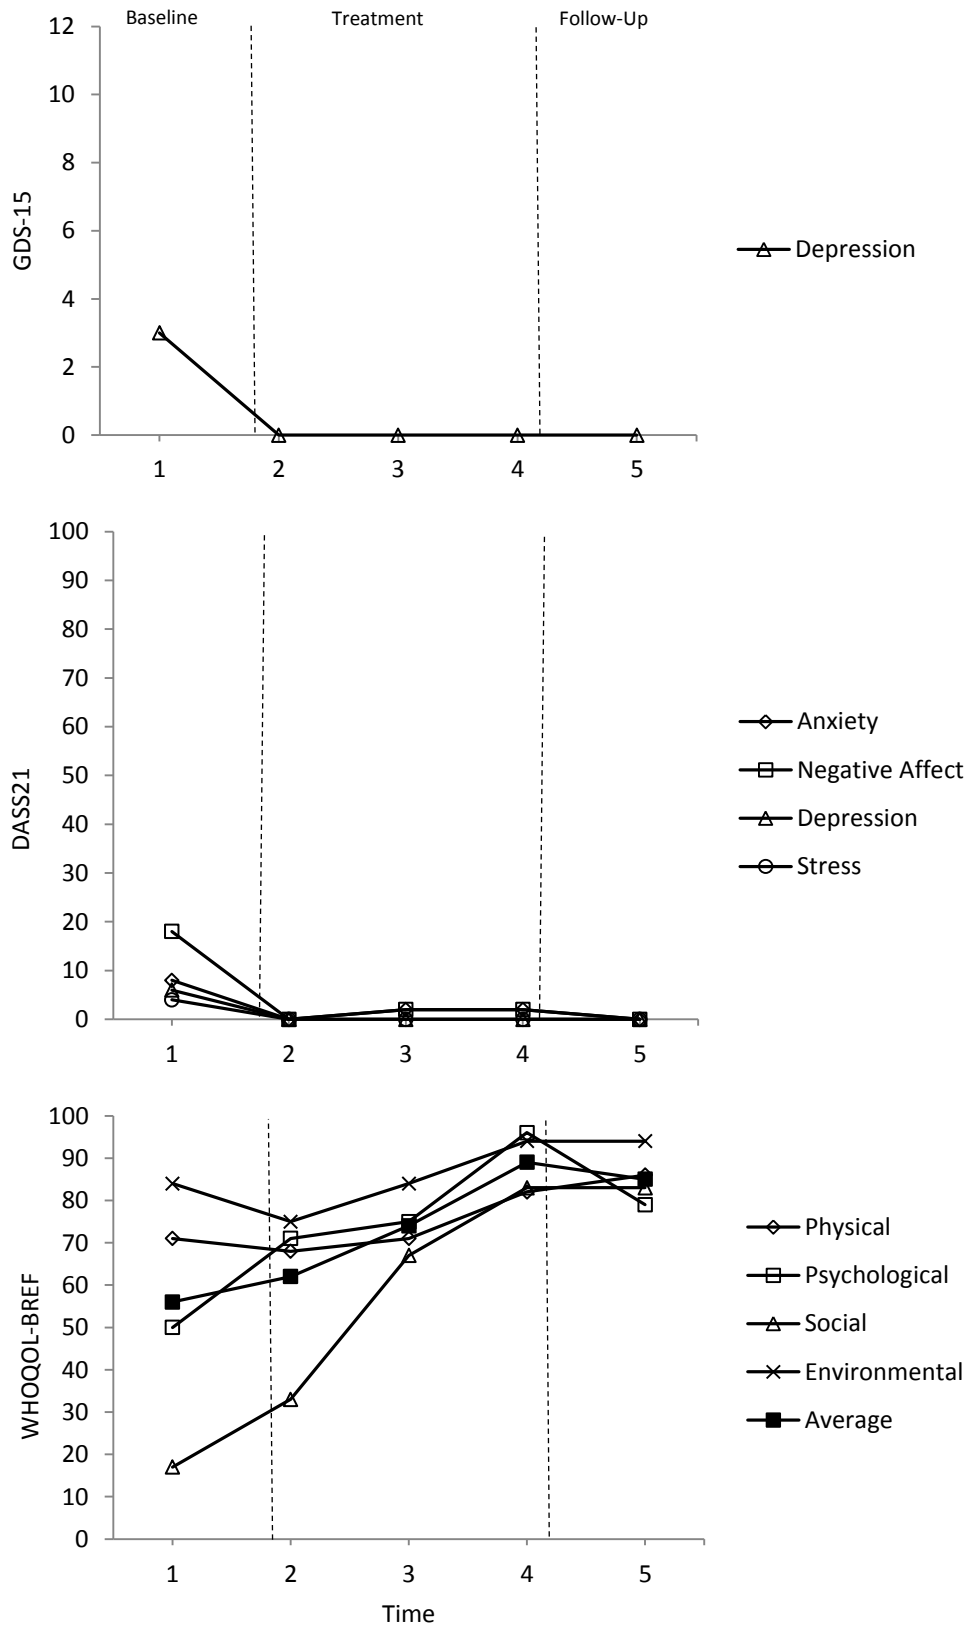 Baseline Treatment Follow-Up
12
10
8
6
4
2
0
GDS-15
1 2 3 4 5
Depression
100
90
80
70
60
50
40
30
20
10
0
DASS21
1 2 3 4 5
Anxiety
Negative Affect
Depression
Stress
100
90
80
70
60
50
40
30
20
10
0
WHOQOL-BREF
1 2 3 4 5
Time
Physical
Psychological
Social
Environmental
Average